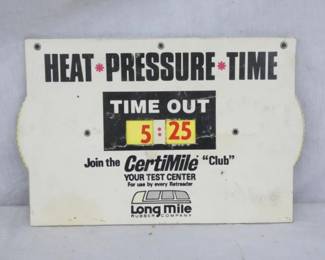 HEAT * PRESSURE * TIME
TIME OUT
5 : 25
Join the CertiMile "Club"
YOUR TEST CENTER
For use by every Retreader
Long Mile
RUBBER COMPANY